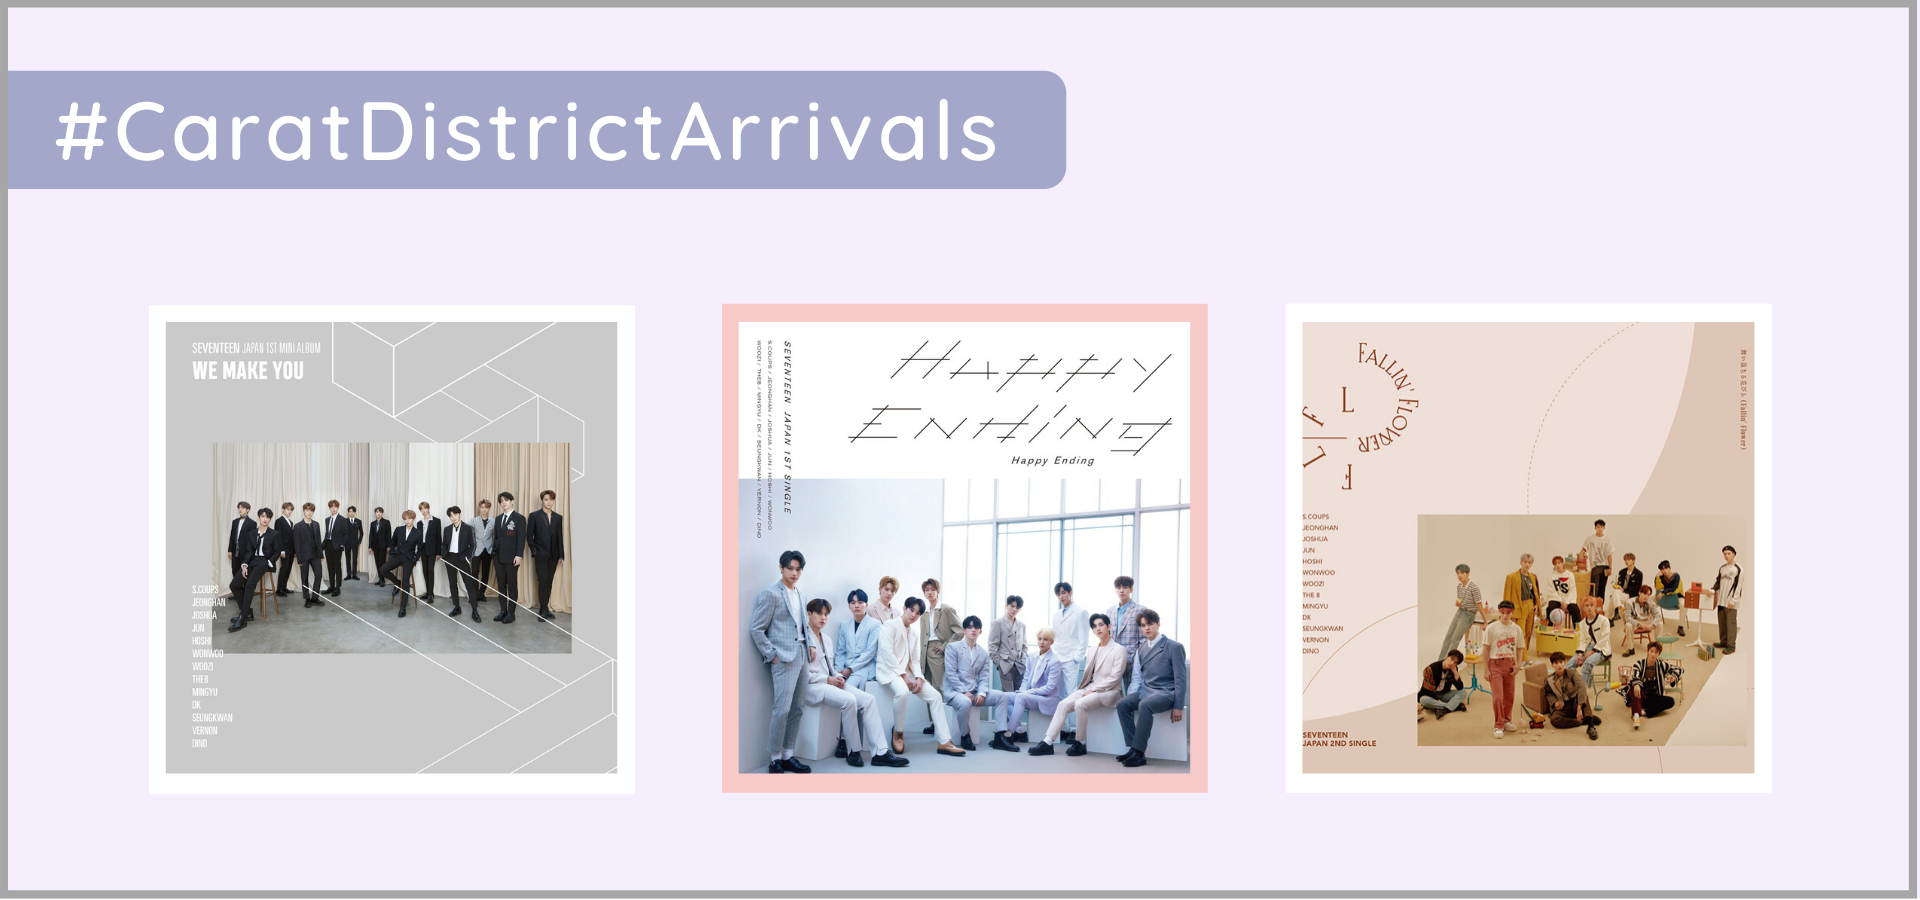 #CaratDistrictArrivals
SEVENTEEN JAPAN 1ST MINI ALBUM
WE MAKE YOU
S.COUPS
JEONGHAN
JOSHUA
JUN
HOSHI
WONWOO
WOOZI
THE 8
MINGYU
DK
SEUNGKWAN
VERNON
DINO
HAPPY
ENDING
Happy Ending
SEVENTEEN JAPAN 1ST SINGLE
S.COUPS / JEONGHAN / JOSHUA / JUN / HOSHI / WONWOO
WOOZI / THE8 / MINGYU / DK / SEUNGKWAN / VERNON / DINO
FALLIN' FLOWER
L
F
舞い落ちる花びら (Fallin' Flower)
S.COUPS
JEONGHAN
JOSHUA
JUN
HOSHI
WONWOO
WOOZI
THE 8
MINGYU
DK
SEUNGKWAN
VERNON
DINO
SEVENTEEN
JAPAN 2ND SINGLE